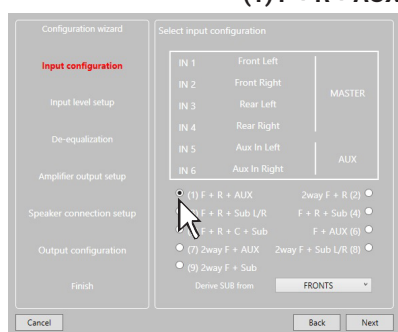 (1) F + R + AUX
Configuration wizard
Input configuration
Input level setup
De-equalization
Amplifier output setup
Speaker connection setup
Output configuration
Finish
Select input configuration
IN 1 Front Left
IN 2 Front Right
IN 3 Rear Left
IN 4 Rear Right
MASTER
IN 5 Aux In Left
IN 6 Aux In Right
AUX
(1) F + R + AUX 2way F + R (2)
F + R + Sub L/R F + R + Sub (4)
F + R + C + Sub F + AUX (6)
(7) 2way F + AUX 2way F + Sub L/R (8)
(9) 2way F + Sub
Derive SUB from FRONTS
Cancel Back Next